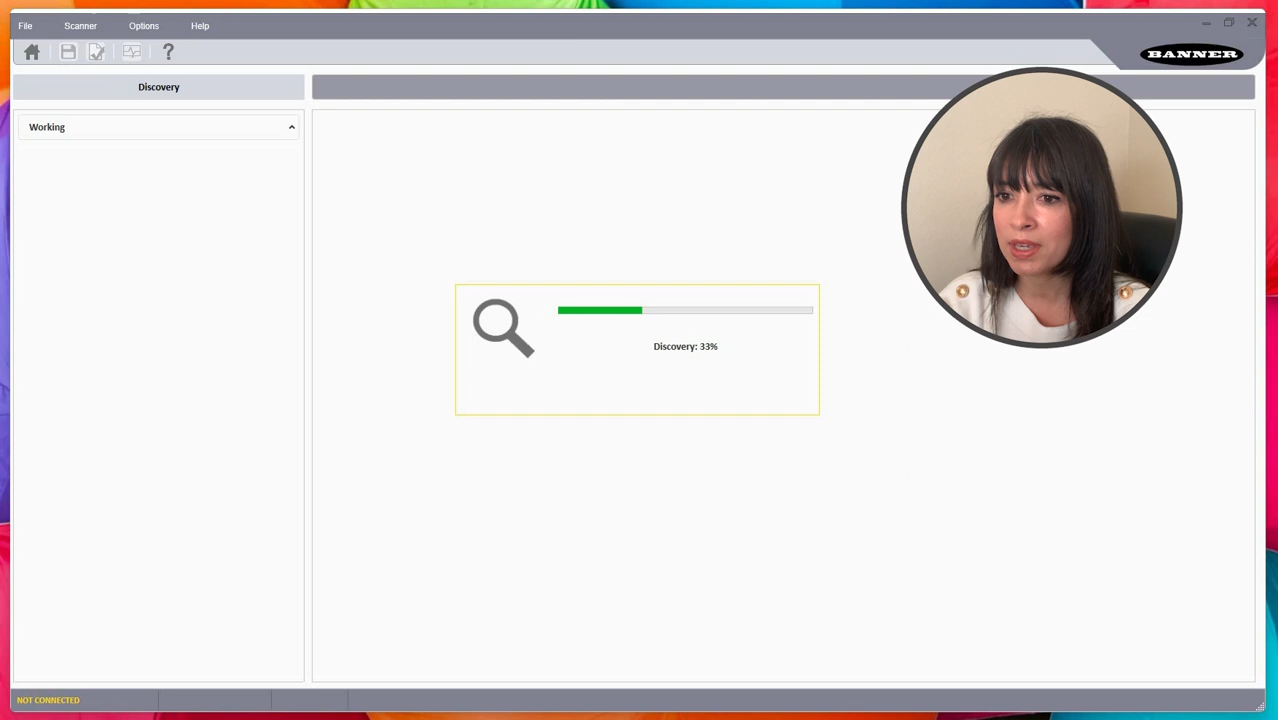 File Scanner Options Help
BANNER
Discovery
Working
Discovery: 33%
NOT CONNECTED